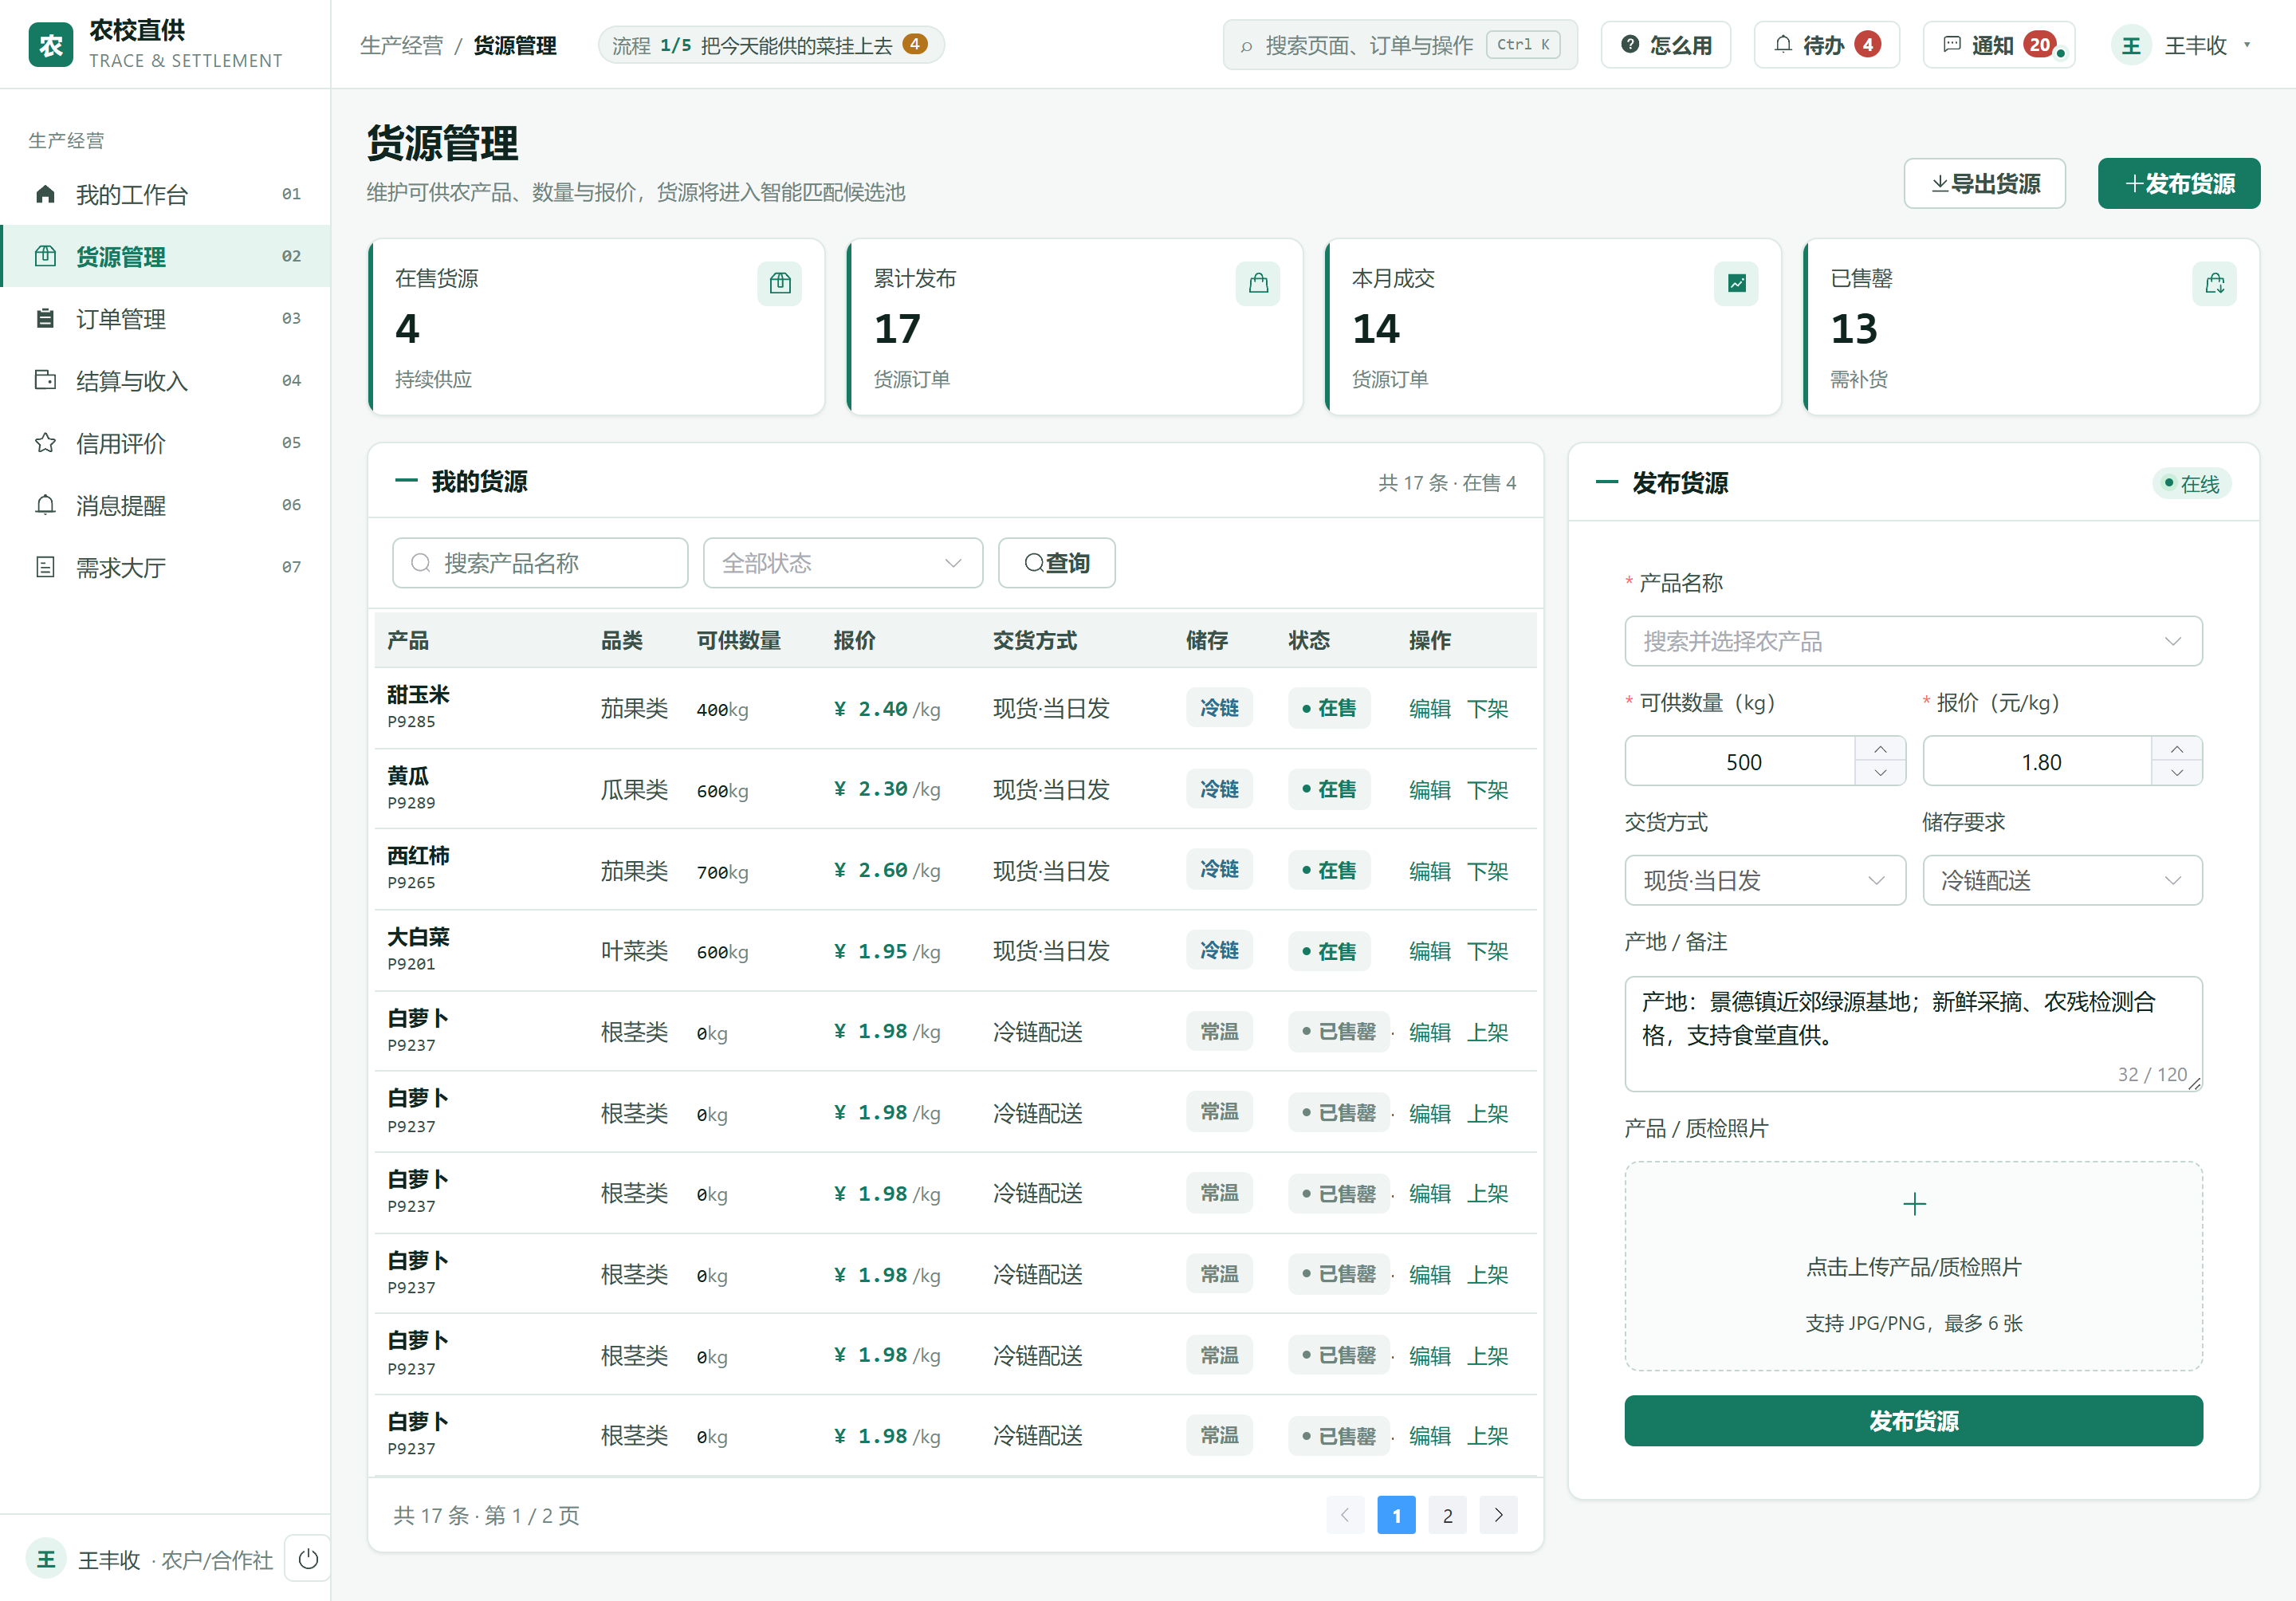 农
农校直供
TRACE & SETTLEMENT
生产经营 / 货源管理
流程 1/5 把今天能供的菜挂上去 4
搜索页面、订单与操作 Ctrl K
怎么用
待办 4
通知 20
王 王丰收
生产经营
我的工作台 01
货源管理 02
订单管理 03
结算与收入 04
信用评价 05
消息提醒 06
需求大厅 07
王 王丰收 · 农户/合作社
货源管理
维护可供农产品、数量与报价，货源将进入智能匹配候选池
导出货源
发布货源
在售货源
4
持续供应
累计发布
17
货源订单
本月成交
14
货源订单
已售罄
13
需补货
我的货源
共 17 条 · 在售 4
搜索产品名称
全部状态
查询
产品 品类 可供数量 报价 交货方式 储存 状态 操作
甜玉米
P9285
茄果类 400kg ¥ 2.40 /kg 现货·当日发 冷链 在售 编辑 下架
黄瓜
P9289
瓜果类 600kg ¥ 2.30 /kg 现货·当日发 冷链 在售 编辑 下架
西红柿
P9265
茄果类 700kg ¥ 2.60 /kg 现货·当日发 冷链 在售 编辑 下架
大白菜
P9201
叶菜类 600kg ¥ 1.95 /kg 现货·当日发 冷链 在售 编辑 下架
白萝卜
P9237
根茎类 0kg ¥ 1.98 /kg 冷链配送 常温 已售罄 编辑 上架
白萝卜
P9237
根茎类 0kg ¥ 1.98 /kg 冷链配送 常温 已售罄 编辑 上架
白萝卜
P9237
根茎类 0kg ¥ 1.98 /kg 冷链配送 常温 已售罄 编辑 上架
白萝卜
P9237
根茎类 0kg ¥ 1.98 /kg 冷链配送 常温 已售罄 编辑 上架
白萝卜
P9237
根茎类 0kg ¥ 1.98 /kg 冷链配送 常温 已售罄 编辑 上架
白萝卜
P9237
根茎类 0kg ¥ 1.98 /kg 冷链配送 常温 已售罄 编辑 上架
共 17 条 · 第 1 / 2 页
1 2
发布货源
在线
* 产品名称
搜索并选择农产品
* 可供数量（kg） * 报价（元/kg）
500 1.80
交货方式 储存要求
现货·当日发 冷链配送
产地 / 备注
产地：景德镇近郊绿源基地；新鲜采摘、农残检测合
格，支持食堂直供。
32 / 120
产品 / 质检照片
点击上传产品/质检照片
支持 JPG/PNG，最多 6 张
发布货源